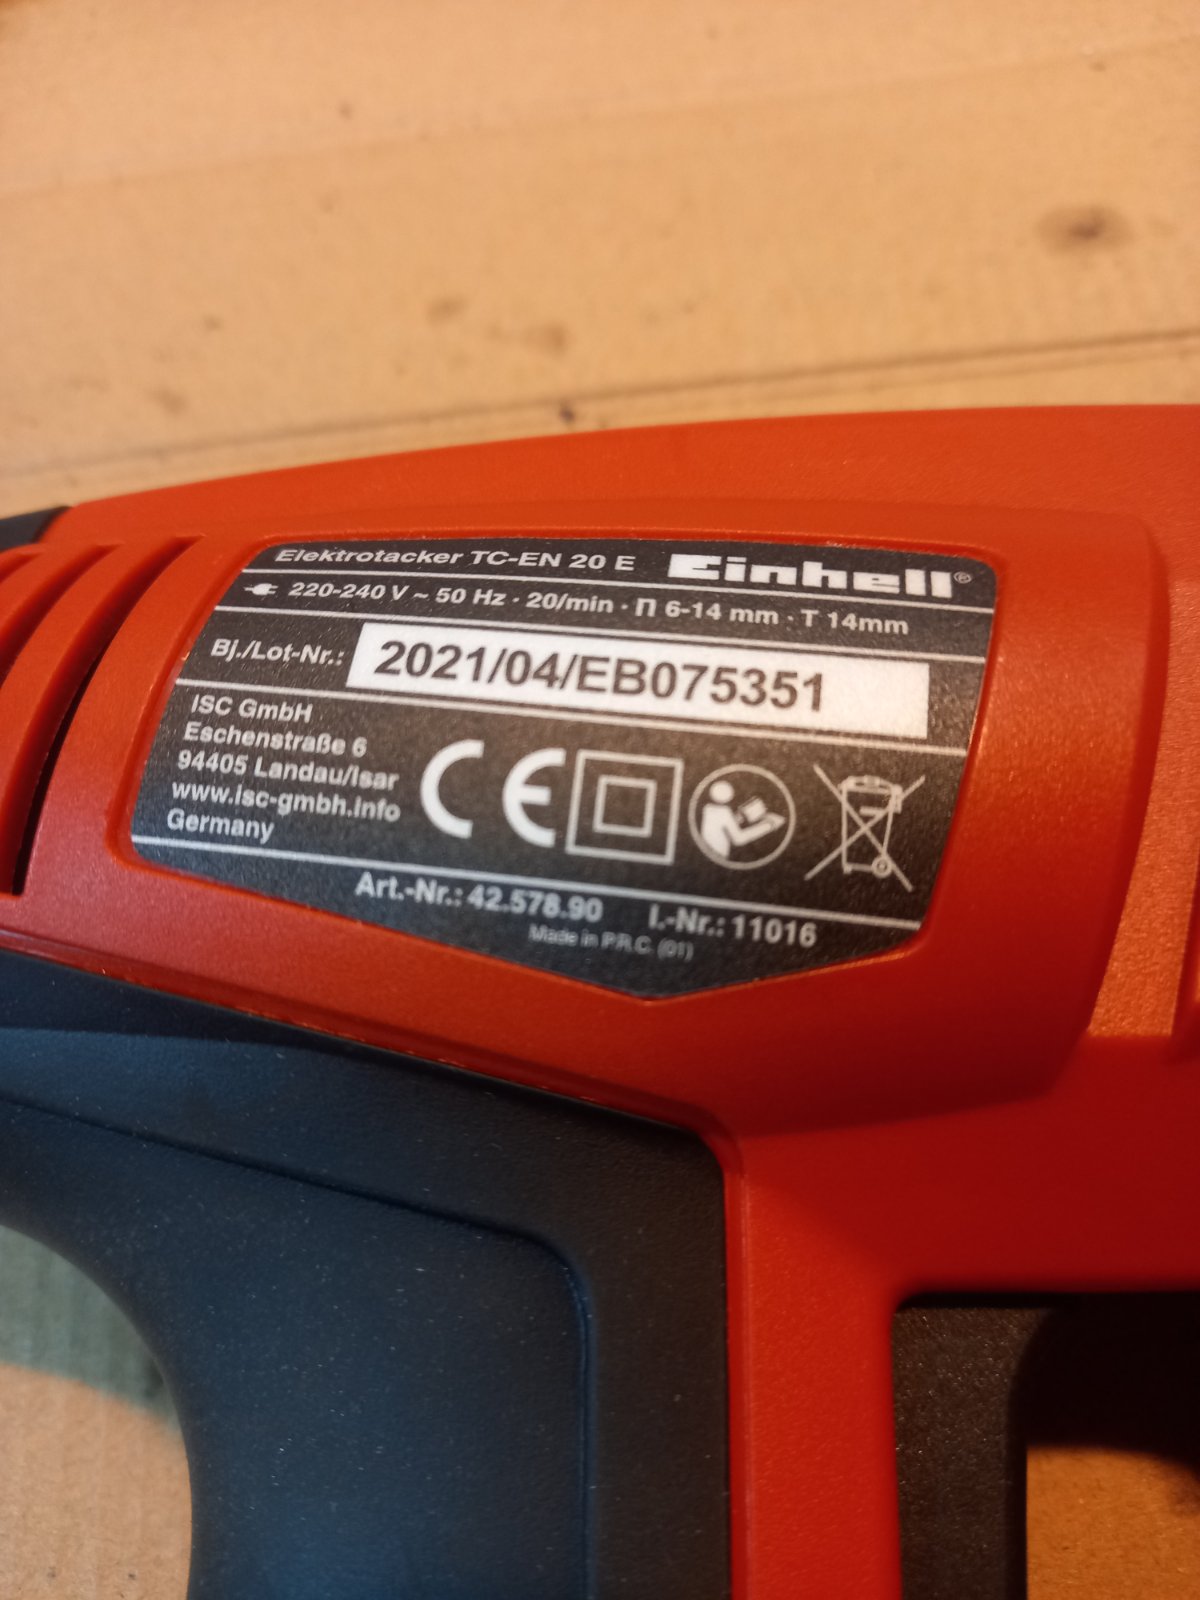 Elektrotacker TC-EN 20 E Einhell®
220-240 V ~ 50 Hz · 20/min · Π 6-14 mm · T 14mm
Bj./Lot-Nr.: 2021/04/EB075351
ISC GmbH
Eschenstraße 6
94405 Landau/Isar
www.isc-gmbh.info
Germany
CE
Art.-Nr.: 42.578.90 I.-Nr.: 11016
Made in P.R.C. (01)